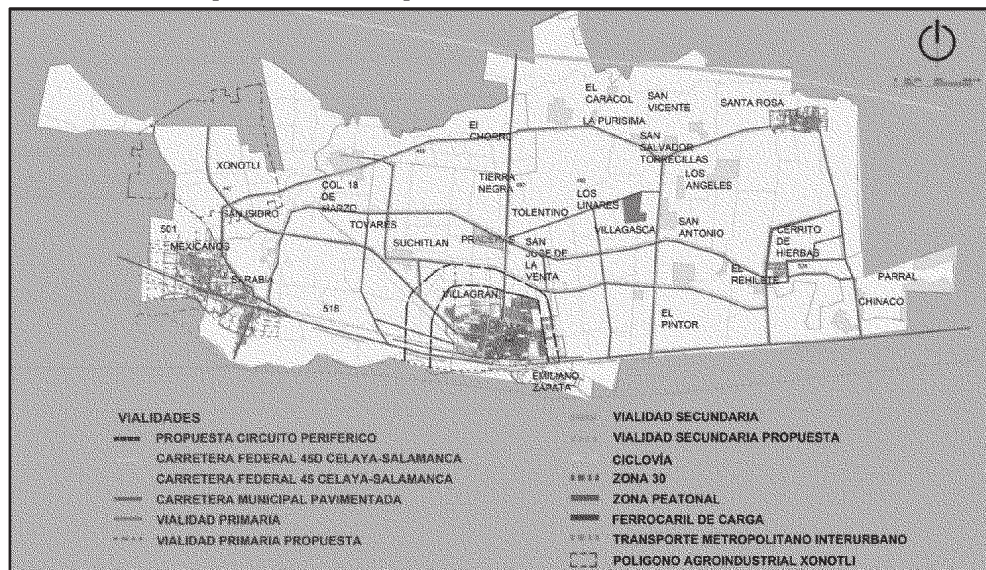 EL
CARACOL
SAN
VICENTE
SANTA ROSA
LA PURISIMA
El
CHORRO
SAN
SALVADOR
TORRECILLAS
XONOTLI
COL. 18
DE
MARZO
TIERRA
NEGRA
LOS
ANGELES
LOS
LINARES
SAN ISIDRO
TOVARES
TOLENTINO
VILLAGASCA
SAN
ANTONIO
CERRITO
DE
HIERBAS
501
MEXICANOS
SUCHITLAN
SAN
JOSE DE
LA
VENTA
SARABIA
EL REHILETE
PARRAL
CHINACO
518
VILLAGRAN
EL
PINTOR
EMILIANO
ZAPATA
VIALIDADES
PROPUESTA CIRCUITO PERIFERICO
CARRETERA FEDERAL 45D CELAYA-SALAMANCA
CARRETERA FEDERAL 45 CELAYA-SALAMANCA
CARRETERA MUNICIPAL PAVIMENTADA
VIALIDAD PRIMARIA
VIALIDAD PRIMARIA PROPUESTA
VIALIDAD SECUNDARIA
VIALIDAD SECUNDARIA PROPUESTA
CICLOVÍA
ZONA 30
ZONA PEATONAL
FERROCARIL DE CARGA
TRANSPORTE METROPOLITANO INTERURBANO
POLIGONO AGROINDUSTRIAL XONOTLI